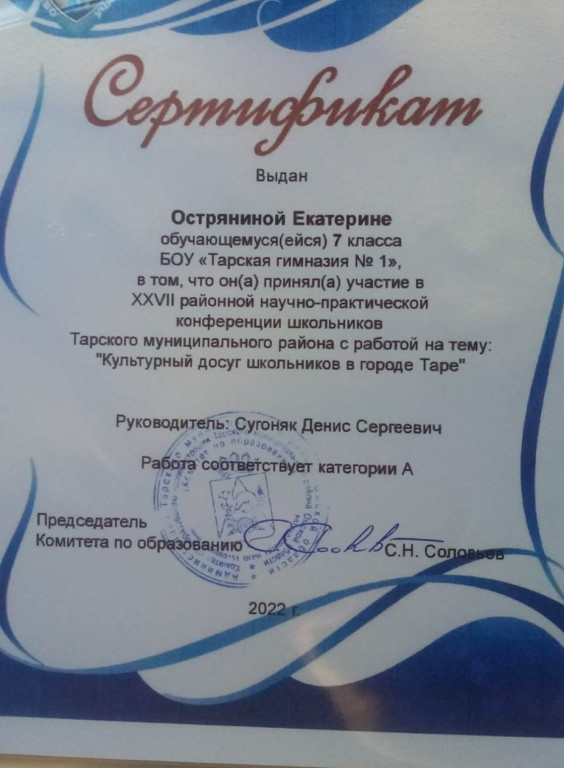 Сертификат
Выдан
Остряниной Екатерине
обучающемуся(ейся) 7 класса
БОУ «Тарская гимназия № 1»,
в том, что он(а) принял(а) участие в
XXVII районной научно-практической
конференции школьников
Тарского муниципального района с работой на тему:
"Культурный досуг школьников в городе Таре"
Руководитель: Сугоняк Денис Сергеевич
Работа соответствует категории А
Председатель
Комитета по образованию С.Н. Соловьев
2022 г.